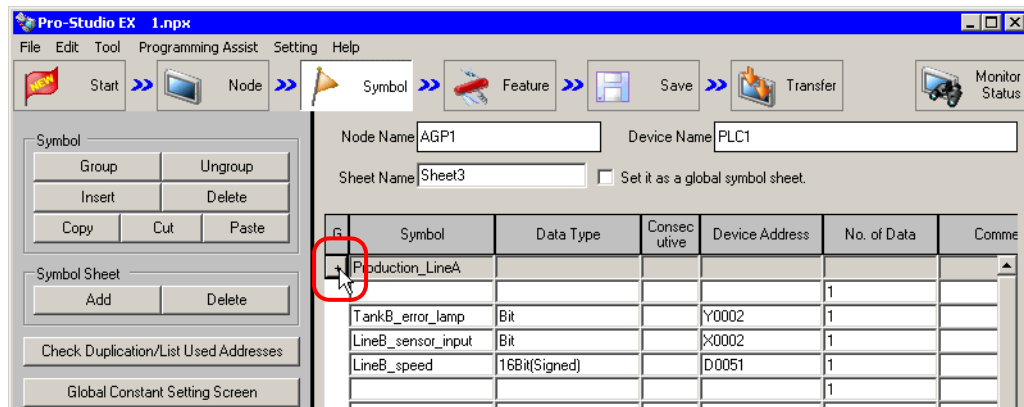 Pro-Studio EX 1.npx
File Edit Tool Programming Assist Setting Help
NEW Start Node Symbol Feature Save Transfer Monitor Status
Symbol
Group Ungroup
Insert Delete
Copy Cut Paste
Symbol Sheet
Add Delete
Check Duplication/List Used Addresses
Global Constant Setting Screen
Node Name AGP1 Device Name PLC1
Sheet Name Sheet3 Set it as a global symbol sheet.
G Symbol Data Type Consecutive Device Address No. of Data Comme
+ Production_LineA
1
TankB_error_lamp Bit Y0002 1
LineB_sensor_input Bit X0002 1
LineB_speed 16Bit(Signed) D0051 1
1